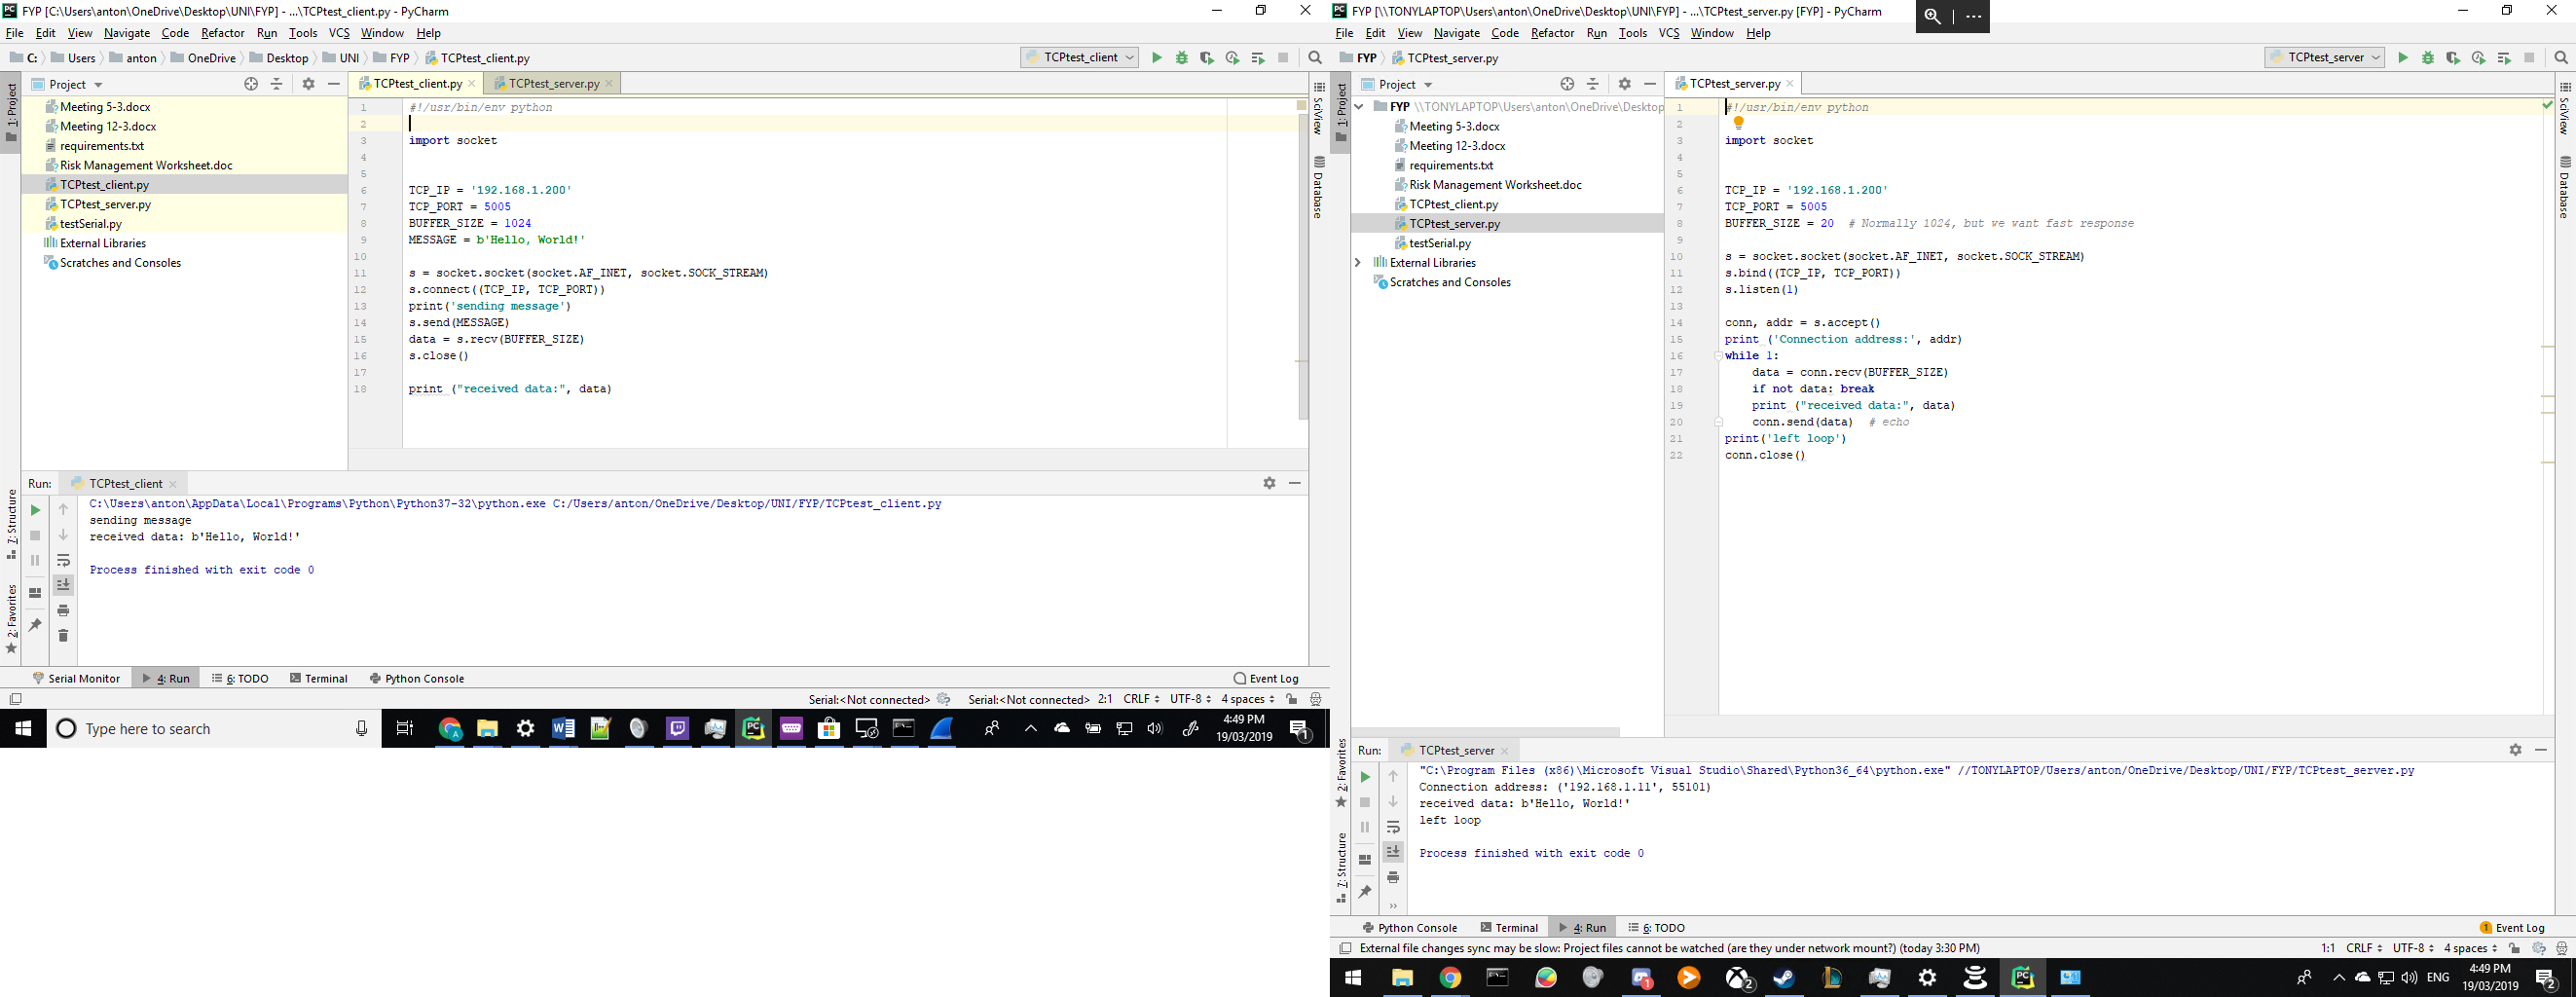 FYP [C:\Users\anton\OneDrive\Desktop\UNI\FYP] - ...\TCPtest_client.py - PyCharm
File Edit View Navigate Code Refactor Run Tools VCS Window Help
C: Users anton OneDrive Desktop UNI FYP TCPtest_client.py
TCPtest_client
Project
TCPtest_client.py
TCPtest_server.py
1: Project
Meeting 5-3.docx
Meeting 12-3.docx
requirements.txt
Risk Management Worksheet.doc
TCPtest_client.py
TCPtest_server.py
testSerial.py
External Libraries
Scratches and Consoles
1 #!/usr/bin/env python
2
3 import socket
4
5
6 TCP_IP = '192.168.1.200'
7 TCP_PORT = 5005
8 BUFFER_SIZE = 1024
9 MESSAGE = b'Hello, World!'
10
11 s = socket.socket(socket.AF_INET, socket.SOCK_STREAM)
12 s.connect((TCP_IP, TCP_PORT))
13 print('sending message')
14 s.send(MESSAGE)
15 data = s.recv(BUFFER_SIZE)
16 s.close()
17
18 print ("received data:", data)
SciView
Database
Run: TCPtest_client
7: Structure
2: Favorites
C:\Users\anton\AppData\Local\Programs\Python\Python37-32\python.exe C:/Users/anton/OneDrive/Desktop/UNI/FYP/TCPtest_client.py
sending message
received data: b'Hello, World!'
Process finished with exit code 0
Serial Monitor 4: Run 6: TODO Terminal Python Console Event Log
Serial:<Not connected> Serial:<Not connected> 2:1 CRLF UTF-8 4 spaces
Type here to search
4:49 PM
19/03/2019
1
FYP [\\TONYLAPTOP\Users\anton\OneDrive\Desktop\UNI\FYP] - ...\TCPtest_server.py [FYP] - PyCharm
File Edit View Navigate Code Refactor Run Tools VCS Window Help
FYP TCPtest_server.py
TCPtest_server
Project
TCPtest_server.py
1: Project
FYP \\TONYLAPTOP\Users\anton\OneDrive\Desktop
Meeting 5-3.docx
Meeting 12-3.docx
requirements.txt
Risk Management Worksheet.doc
TCPtest_client.py
TCPtest_server.py
testSerial.py
External Libraries
Scratches and Consoles
1 #!/usr/bin/env python
2
3 import socket
4
5
6 TCP_IP = '192.168.1.200'
7 TCP_PORT = 5005
8 BUFFER_SIZE = 20 # Normally 1024, but we want fast response
9
10 s = socket.socket(socket.AF_INET, socket.SOCK_STREAM)
11 s.bind((TCP_IP, TCP_PORT))
12 s.listen(1)
13
14 conn, addr = s.accept()
15 print ('Connection address:', addr)
16 while 1:
17 data = conn.recv(BUFFER_SIZE)
18 if not data: break
19 print ("received data:", data)
20 conn.send(data) # echo
21 print('left loop')
22 conn.close()
SciView
Database
Run: TCPtest_server
2: Favorites
7: Structure
"C:\Program Files (x86)\Microsoft Visual Studio\Shared\Python36_64\python.exe" //TONYLAPTOP/Users/anton/OneDrive/Desktop/UNI/FYP/TCPtest_server.py
Connection address: ('192.168.1.11', 55101)
received data: b'Hello, World!'
left loop
Process finished with exit code 0
Python Console Terminal 4: Run 6: TODO 1 Event Log
External file changes sync may be slow: Project files cannot be watched (are they under network mount?) (today 3:30 PM) 1:1 CRLF UTF-8 4 spaces
ENG
4:49 PM
19/03/2019
2